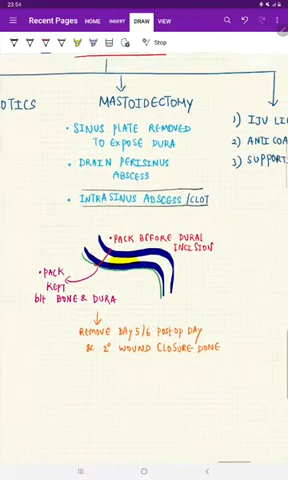 23:54
Recent Pages
HOME
INSERT
DRAW
VIEW
Stop
OTICS
MASTOIDECTOMY
• SINUS PLATE REMOVED
TO EXPOSE DURA
• DRAIN PERISINUS
ABSCESS
• INTRASINUS ABSCESS/CLOT
1) IJV LI
2) ANTI COA
3) SUPPORT
• PACK BEFORE DURAL
INCISION
• PACK
KEPT
b/t BONE & DURA
REMOVE DAY 5/6 POSTOP DAY
& 2° WOUND CLOSURE DONE